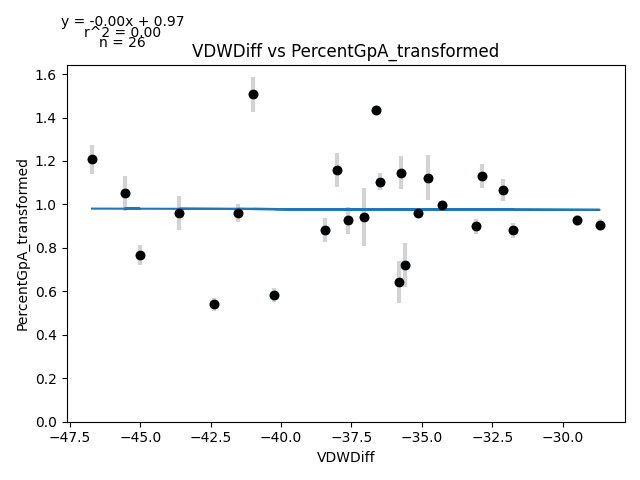 y = -0.00x + 0.97
r^2 = 0.00
n = 26
VDWDiff vs PercentGpA_transformed
1.6
1.4
1.2
1.0
0.8
0.6
0.4
0.2
0.0
PercentGpA_transformed
−47.5 −45.0 −42.5 −40.0 −37.5 −35.0 −32.5 −30.0
VDWDiff